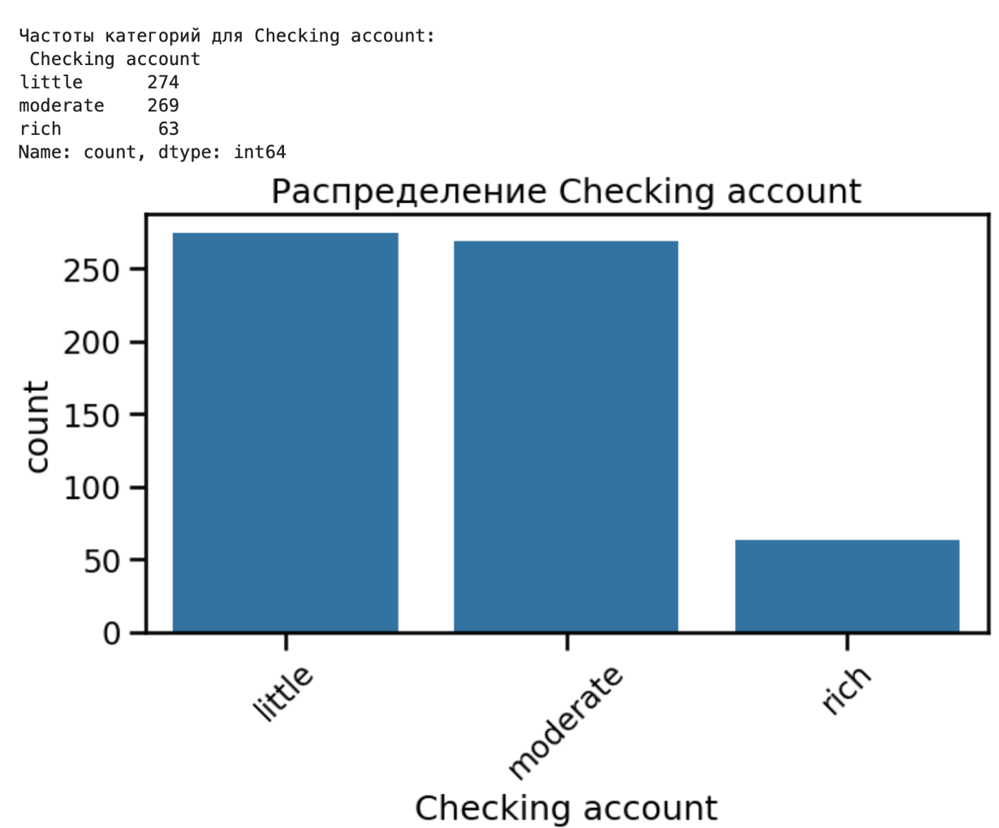 Частоты категорий для Checking account:
Checking account
little 274
moderate 269
rich 63
Name: count, dtype: int64
Распределение Checking account
250
200
150
100
50
0
count
little
moderate
rich
Checking account